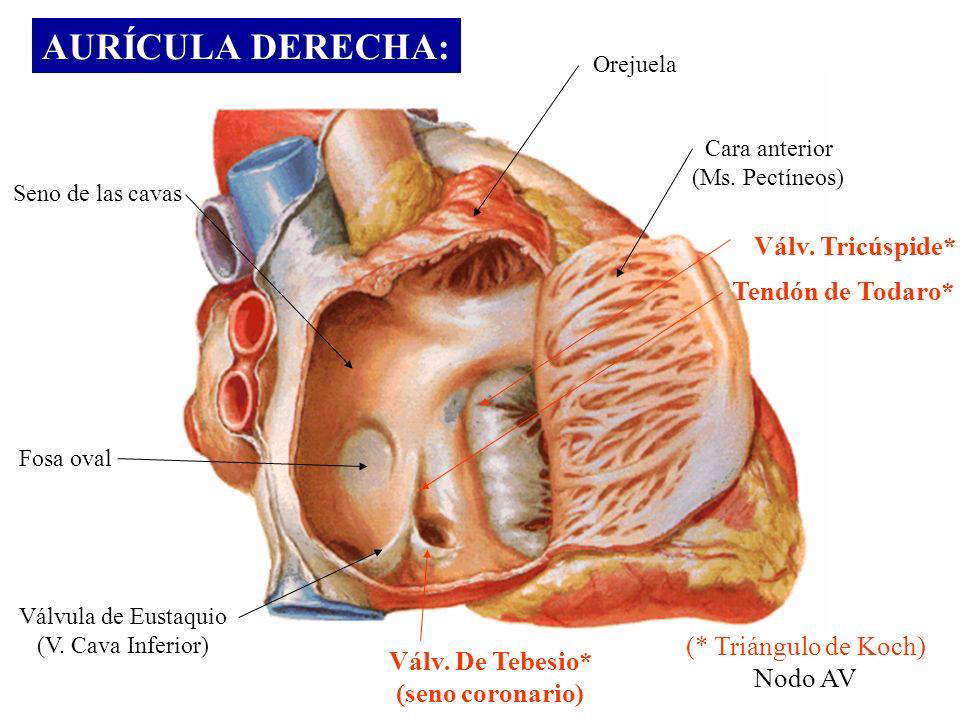 AURÍCULA DERECHA:
Orejuela
Cara anterior
(Ms. Pectíneos)
Seno de las cavas
Válv. Tricúspide*
Tendón de Todaro*
Fosa oval
Válvula de Eustaquio
(V. Cava Inferior)
Válv. De Tebesio*
(seno coronario)
(* Triángulo de Koch)
Nodo AV